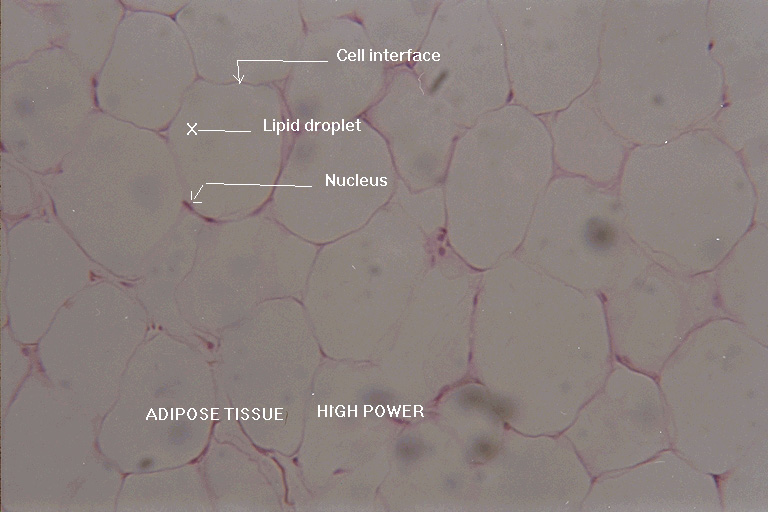 Cell interface
X
Lipid droplet
Nucleus
ADIPOSE TISSUE HIGH POWER